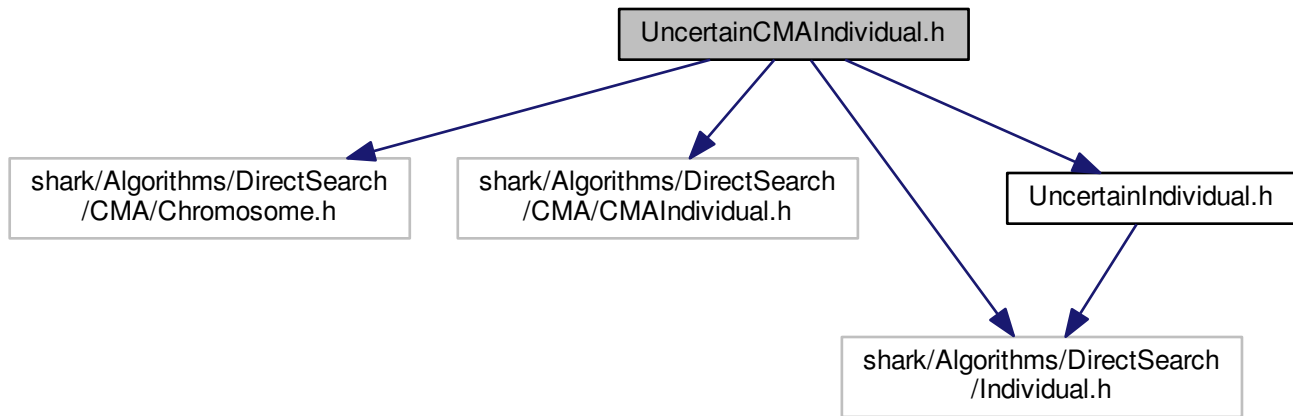 UncertainCMAIndividual.h
shark/Algorithms/DirectSearch
/CMA/Chromosome.h
shark/Algorithms/DirectSearch
/CMA/CMAIndividual.h
UncertainIndividual.h
shark/Algorithms/DirectSearch
/Individual.h